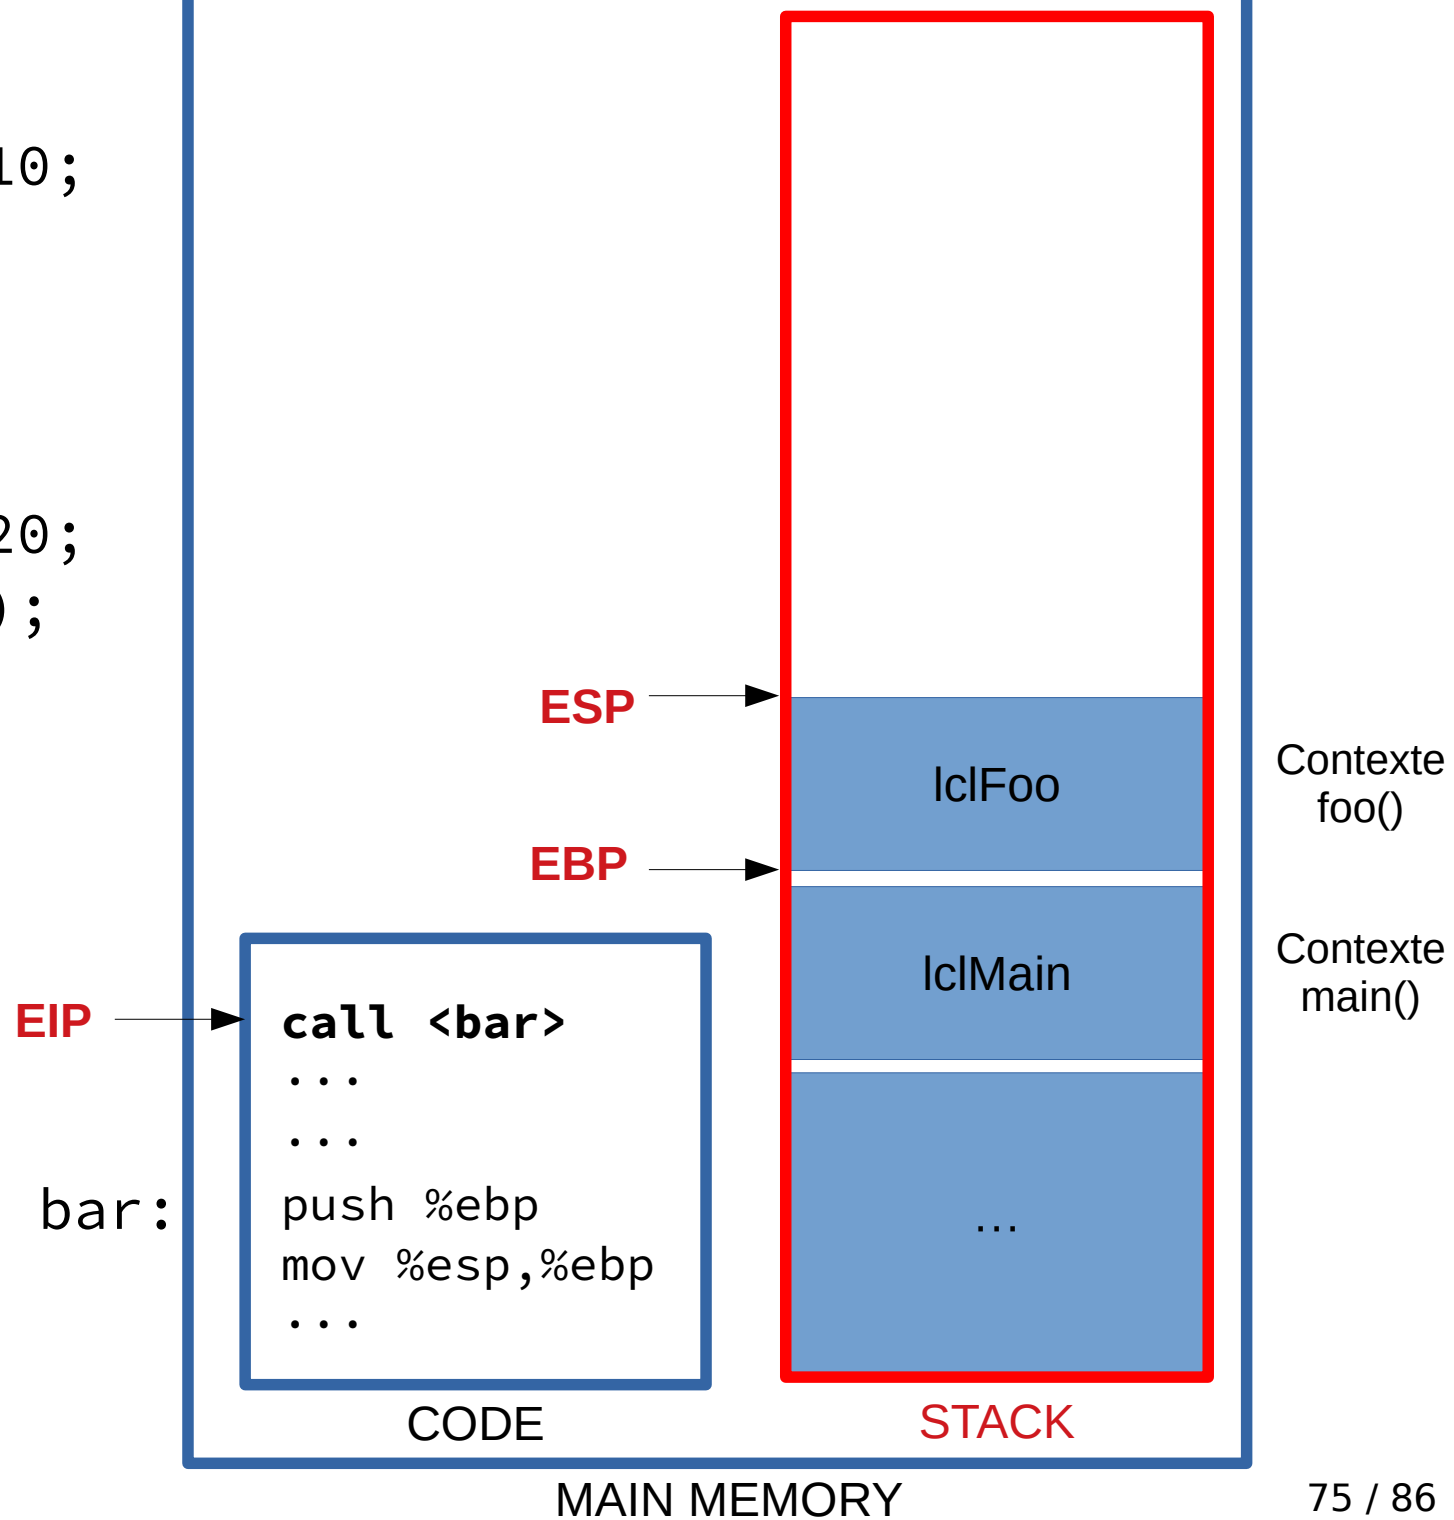 10;
20;
);
ESP
lclFoo
Contexte
foo()
EBP
lclMain
Contexte
main()
EIP
call <bar>
...
...
bar:
push %ebp
mov %esp,%ebp
...
...
CODE
STACK
MAIN MEMORY
75 / 86